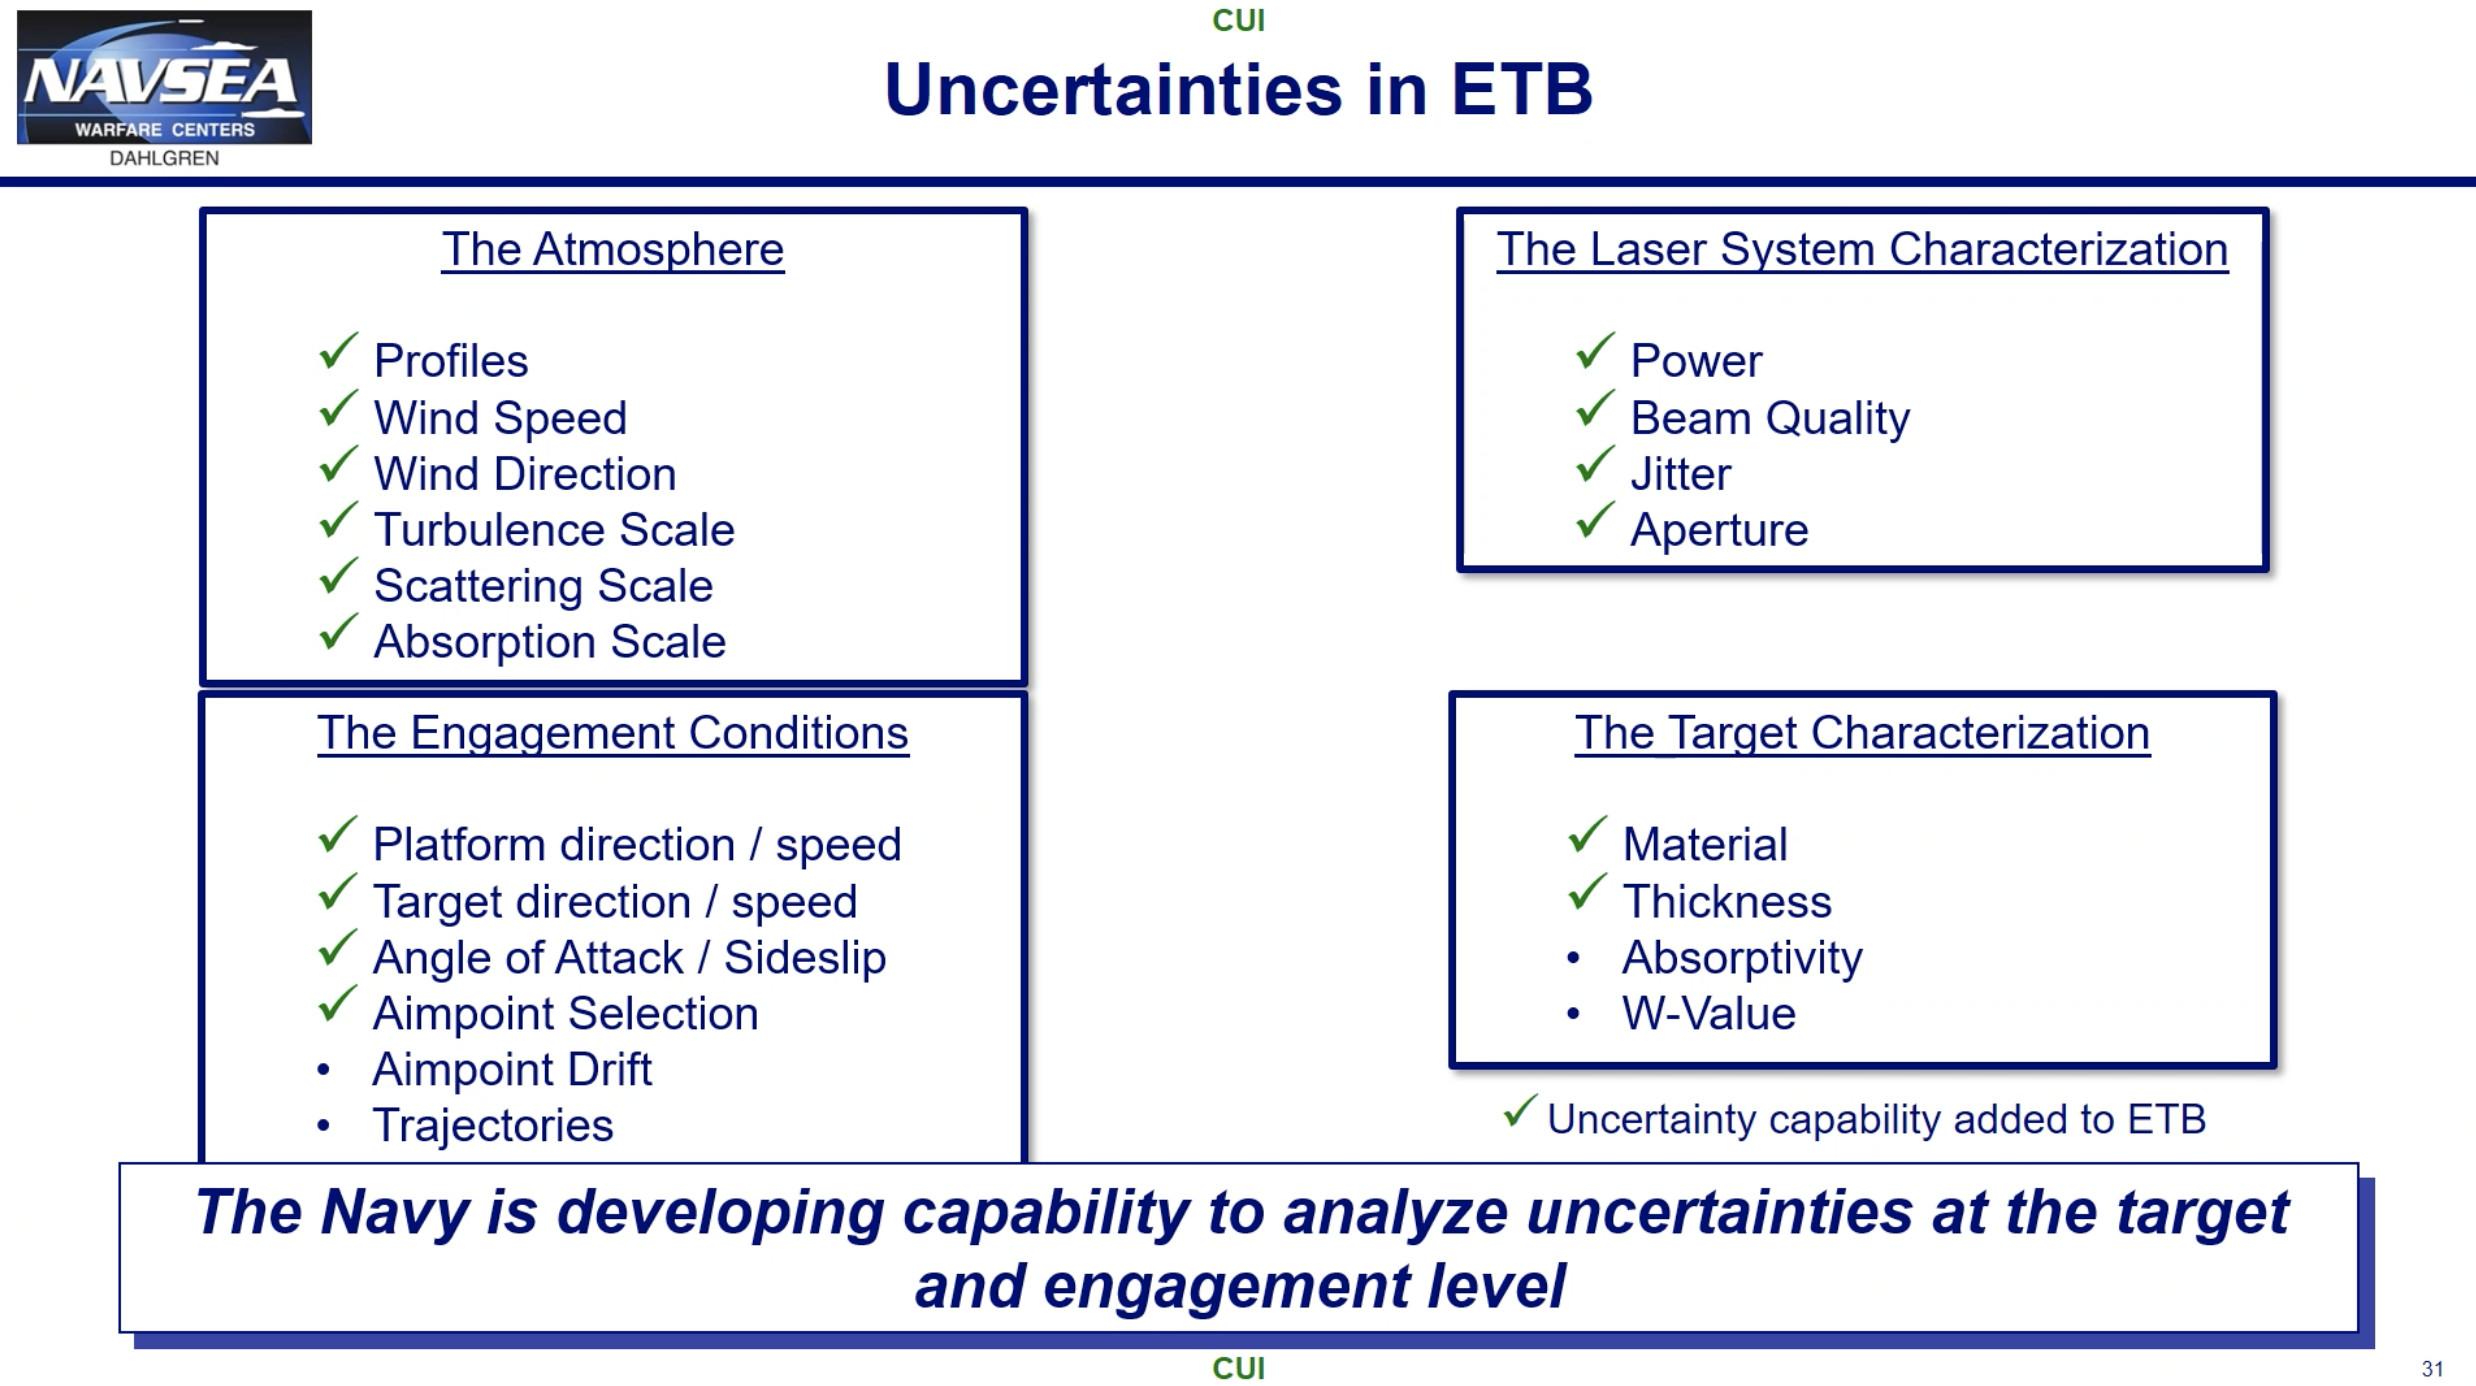 CUI
NAVSEA
WARFARE CENTERS
DAHLGREN
Uncertainties in ETB
The Atmosphere
✓ Profiles
✓ Wind Speed
✓ Wind Direction
✓ Turbulence Scale
✓ Scattering Scale
✓ Absorption Scale
The Laser System Characterization
✓ Power
✓ Beam Quality
✓ Jitter
✓ Aperture
The Engagement Conditions
✓ Platform direction / speed
✓ Target direction / speed
✓ Angle of Attack / Sideslip
✓ Aimpoint Selection
• Aimpoint Drift
• Trajectories
The Target Characterization
✓ Material
✓ Thickness
• Absorptivity
• W-Value
✓ Uncertainty capability added to ETB
The Navy is developing capability to analyze uncertainties at the target
and engagement level
CUI
31